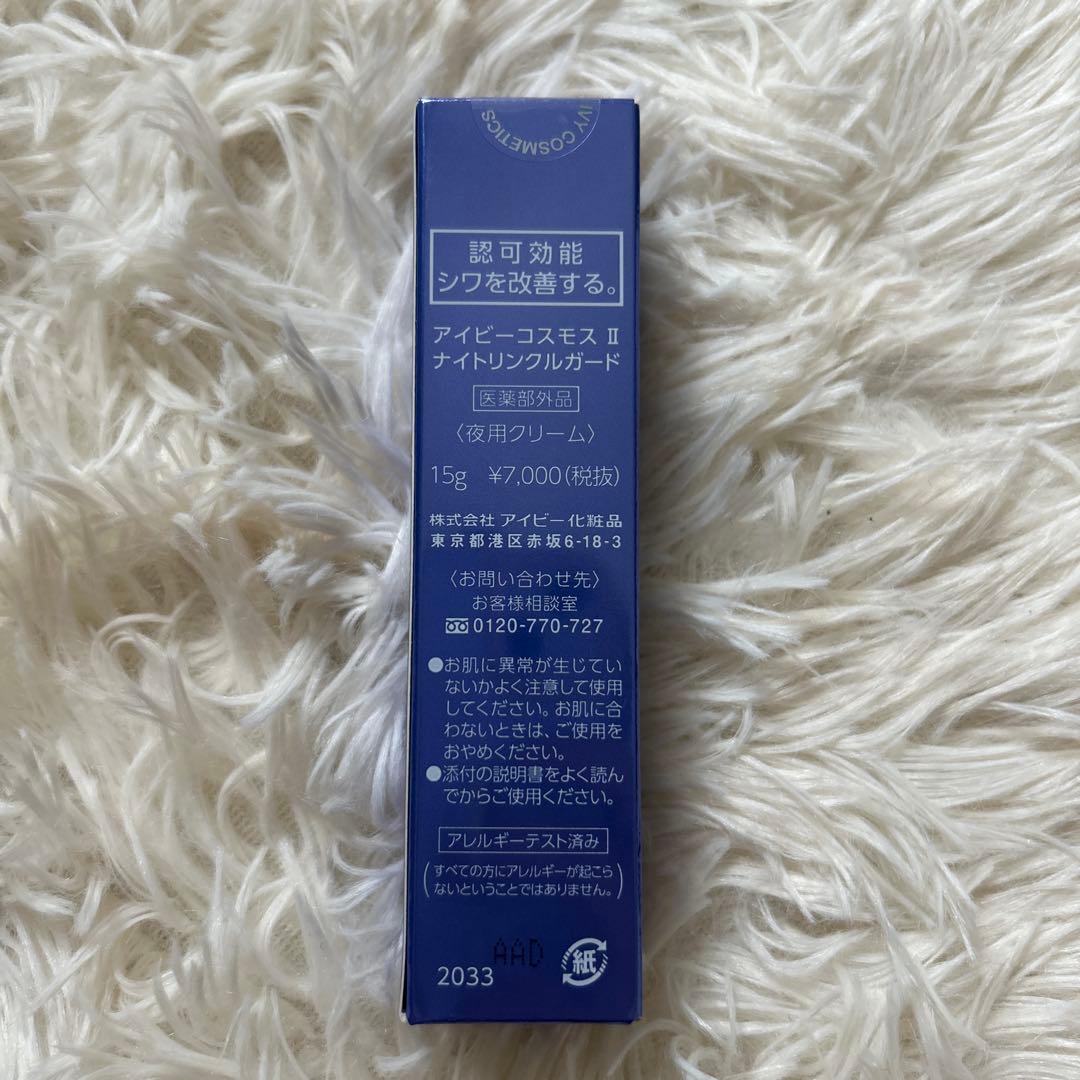 IVY COSMETICS
認可効能
シワを改善する。
アイビーコスモス II
ナイトリンクルガード
医薬部外品
〈夜用クリーム〉
15g ¥7,000(税抜)
株式会社 アイビー化粧品
東京都港区赤坂6-18-3
〈お問い合わせ先〉
お客様相談室
0120-770-727
●お肌に異常が生じてい
ないかよく注意して使用
してください。お肌に合
わないときは、ご使用を
おやめください。
●添付の説明書をよく読ん
でからご使用ください。
アレルギーテスト済み
(すべての方にアレルギーが起こら
ないということではありません。)
AAD
2033
紙